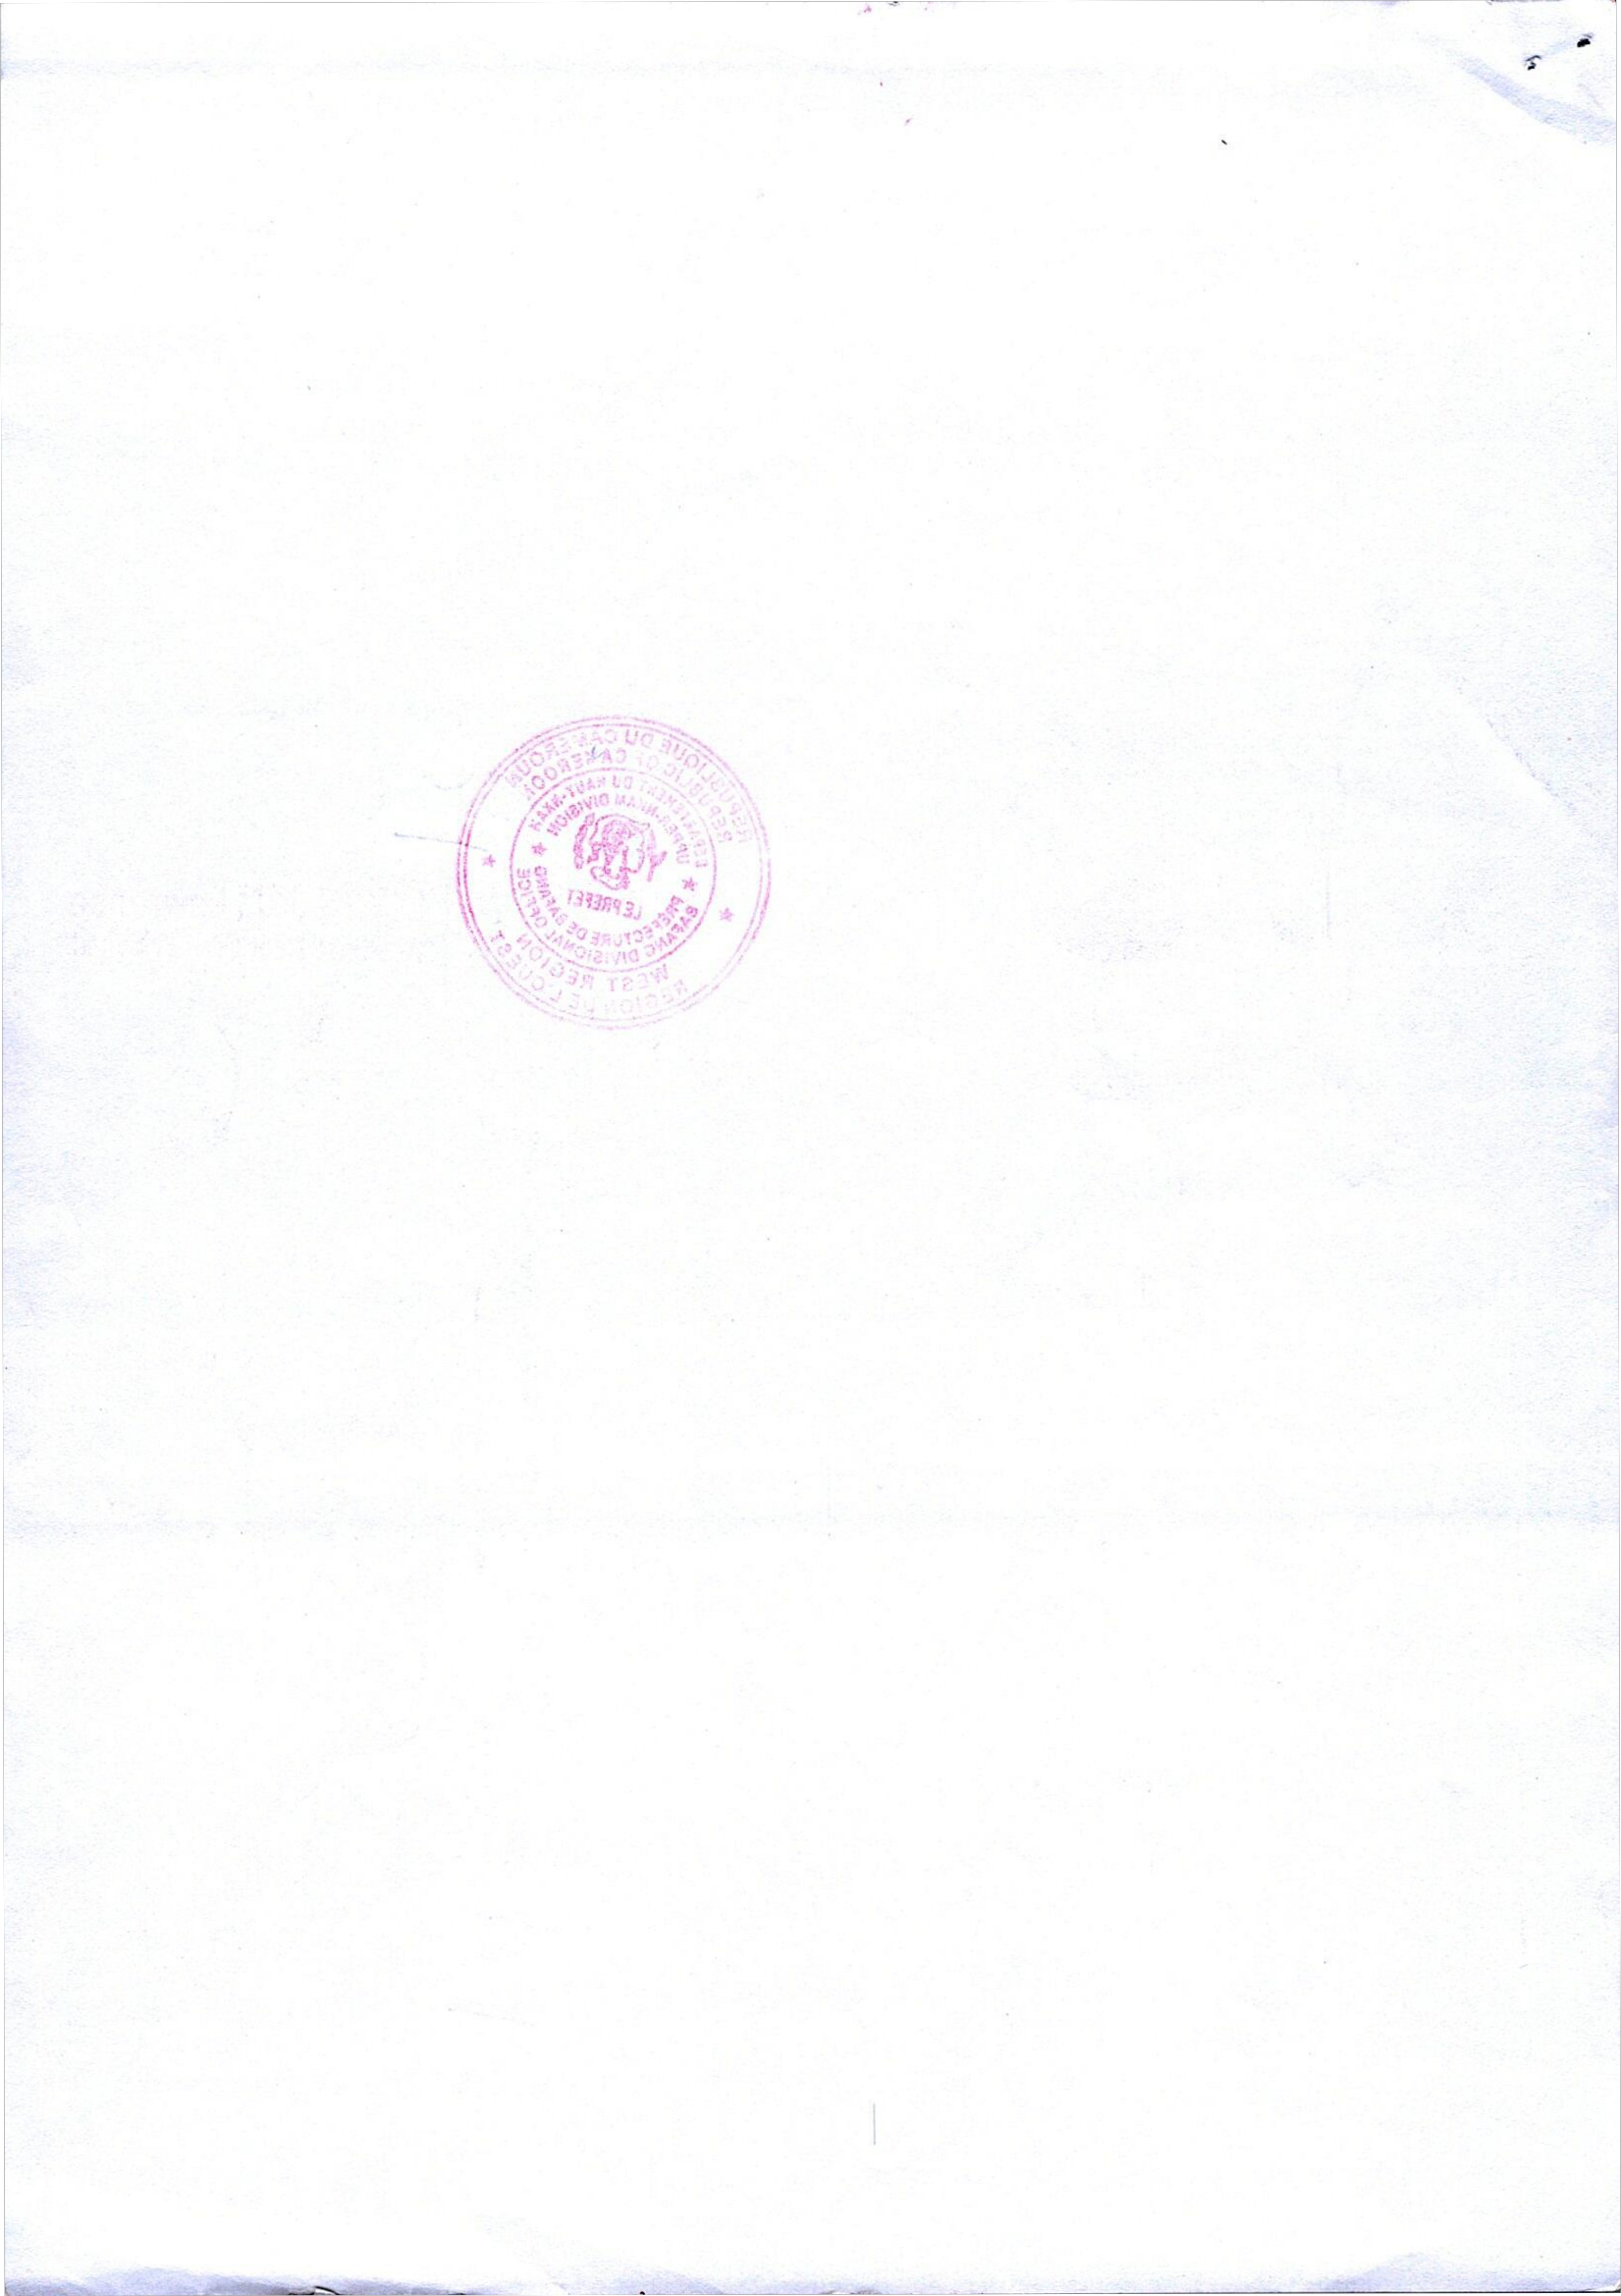 REPUBLIQUE DU CAMEROUN
REPUBLIC OF CAMEROON
DEPARTEMENT DU HAUT-NKAM
UPPER-NKAM DIVISION
LE PREFET
PREFECTURE DE BAFANG
BAFANG DIVISIONAL OFFICE
WEST REGION
REGION DE L'OUEST